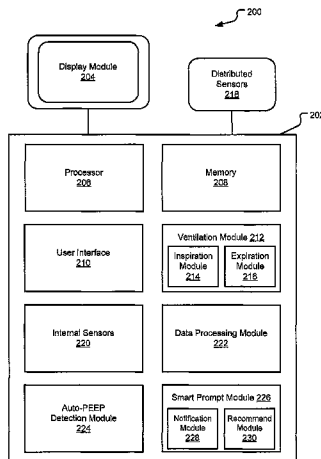 200
Display Module
204
Distributed
Sensors
218
202
Processor
206
Memory
208
User Interface
210
Ventilation Module 212
Inspiration
Module
214
Expiration
Module
216
Internal Sensors
220
Data Processing Module
222
Auto-PEEP
Detection Module
224
Smart Prompt Module 226
Notification
Module
228
Recommend
Module
230